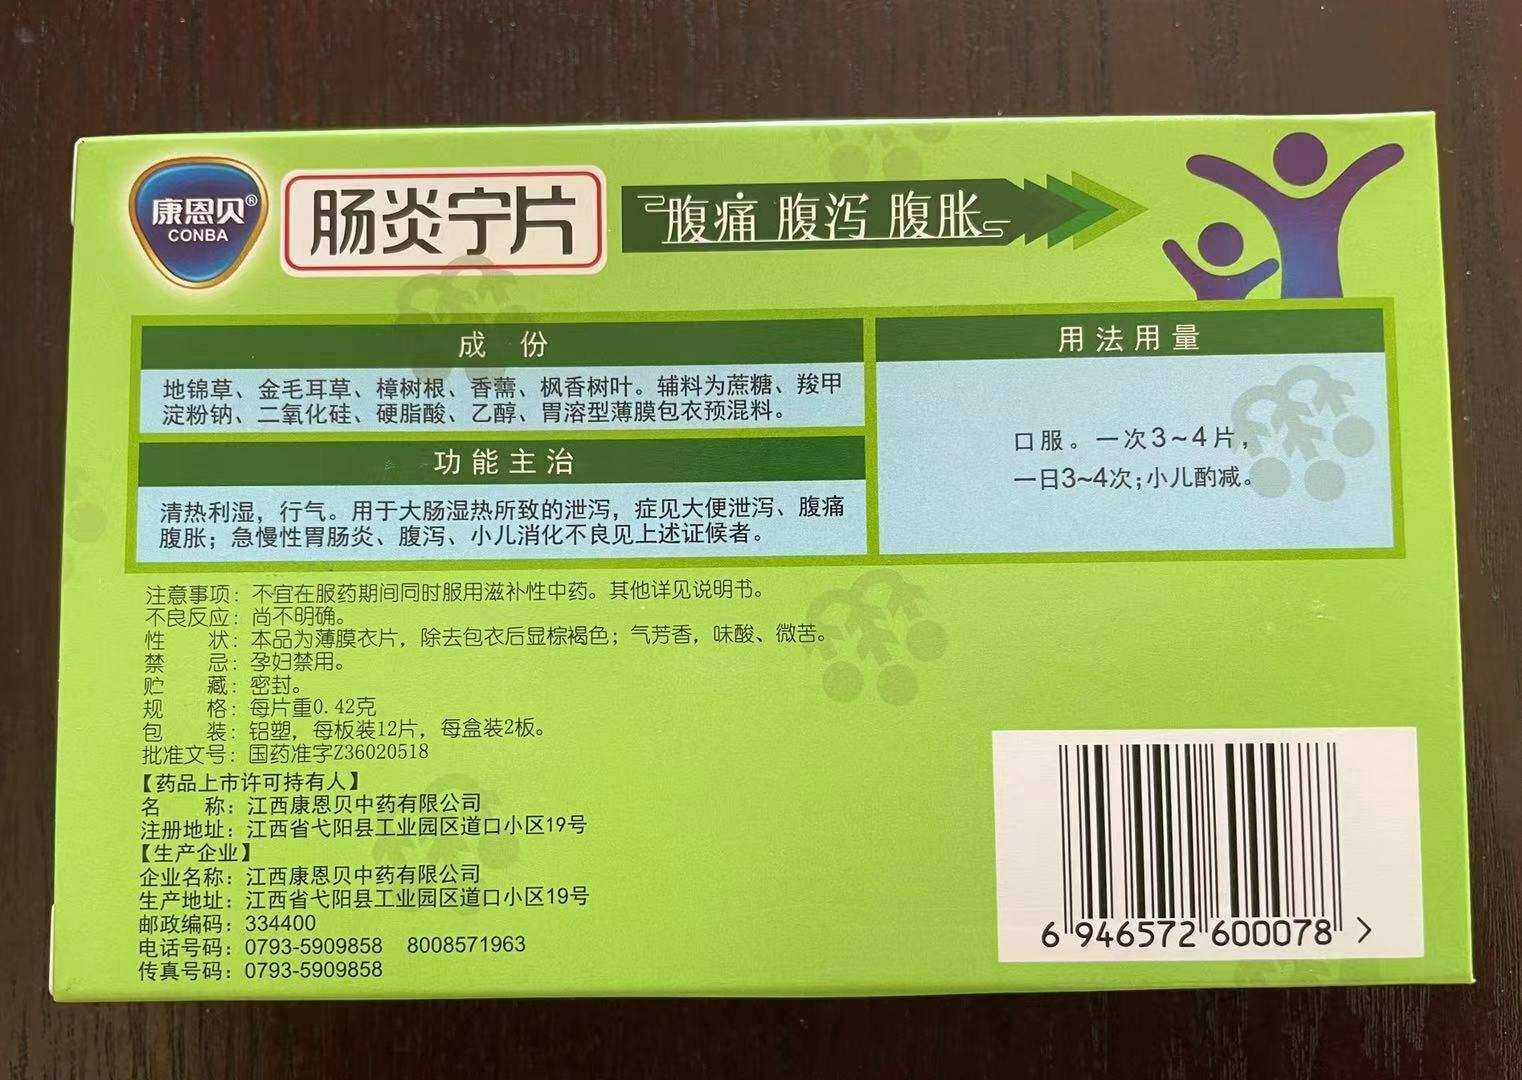 康恩贝®
CONBA
肠炎宁片
腹痛 腹泻 腹胀
成 份
地锦草、金毛耳草、樟树根、香薷、枫香树叶。辅料为蔗糖、羧甲
淀粉钠、二氧化硅、硬脂酸、乙醇、胃溶型薄膜包衣预混料。
功能主治
清热利湿，行气。用于大肠湿热所致的泄泻，症见大便泄泻、腹痛
腹胀；急慢性胃肠炎、腹泻、小儿消化不良见上述证候者。
用法用量
口服。一次3~4片，
一日3~4次；小儿酌减。
注意事项：不宜在服药期间同时服用滋补性中药。其他详见说明书。
不良反应：尚不明确。
性 状：本品为薄膜衣片，除去包衣后显棕褐色；气芳香，味酸、微苦。
禁 忌：孕妇禁用。
贮 藏：密封。
规 格：每片重0.42克
包 装：铝塑，每板装12片，每盒装2板。
批准文号：国药准字Z36020518
【药品上市许可持有人】
名 称：江西康恩贝中药有限公司
注册地址：江西省弋阳县工业园区道口小区19号
【生产企业】
企业名称：江西康恩贝中药有限公司
生产地址：江西省弋阳县工业园区道口小区19号
邮政编码：334400
电话号码：0793-5909858 8008571963
传真号码：0793-5909858
6 946572 600078 >